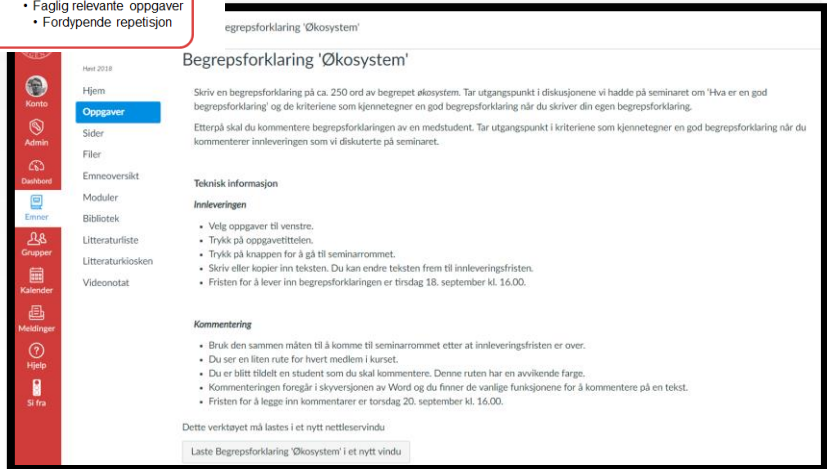 • Faglig relevante oppgaver
• Fordypende repetisjon
egrepsforklaring 'Økosystem'
Konto
Admin
Dashbord
Emner
Grupper
Kalender
Meldinger
Hjelp
Si fra
Høst 2018
Hjem
Oppgaver
Sider
Filer
Emneoversikt
Moduler
Bibliotek
Litteraturliste
Litteraturkiosken
Videonotat
Begrepsforklaring 'Økosystem'
Skriv en begrepsforklaring på ca. 250 ord av begrepet økosystem. Tar utgangspunkt i diskusjonene vi hadde på seminaret om 'Hva er en god
begrepsforklaring' og de kriteriene som kjennetegner en god begrepsforklaring når du skriver din egen begrepsforklaring.
Etterpå skal du kommentere begrepsforklaringen av en medstudent. Tar utgangspunkt i kriteriene som kjennetegner en god begrepsforklaring når du
kommenterer innleveringen som vi diskuterte på seminaret.
Teknisk informasjon
Innleveringen
• Velg oppgaver til venstre.
• Trykk på oppgavetittelen.
• Trykk på knappen for å gå til seminarrommet.
• Skriv eller kopier inn teksten. Du kan endre teksten frem til innleveringsfristen.
• Fristen for å lever inn begrepsforklaringen er tirsdag 18. september kl. 16.00.
Kommentering
• Bruk den sammen måten til å komme til seminarrommet etter at innleveringsfristen er over.
• Du ser en liten rute for hvert medlem i kurset.
• Du er blitt tildelt en student som du skal kommentere. Denne ruten har en avvikende farge.
• Kommenteringen foregår i skyversjonen av Word og du finner de vanlige funksjonene for å kommentere på en tekst.
• Fristen for å legge inn kommentarer er torsdag 20. september kl. 16.00.
Dette verktøyet må lastes i et nytt nettleservindu
Laste Begrepsforklaring 'Økosystem' i et nytt vindu